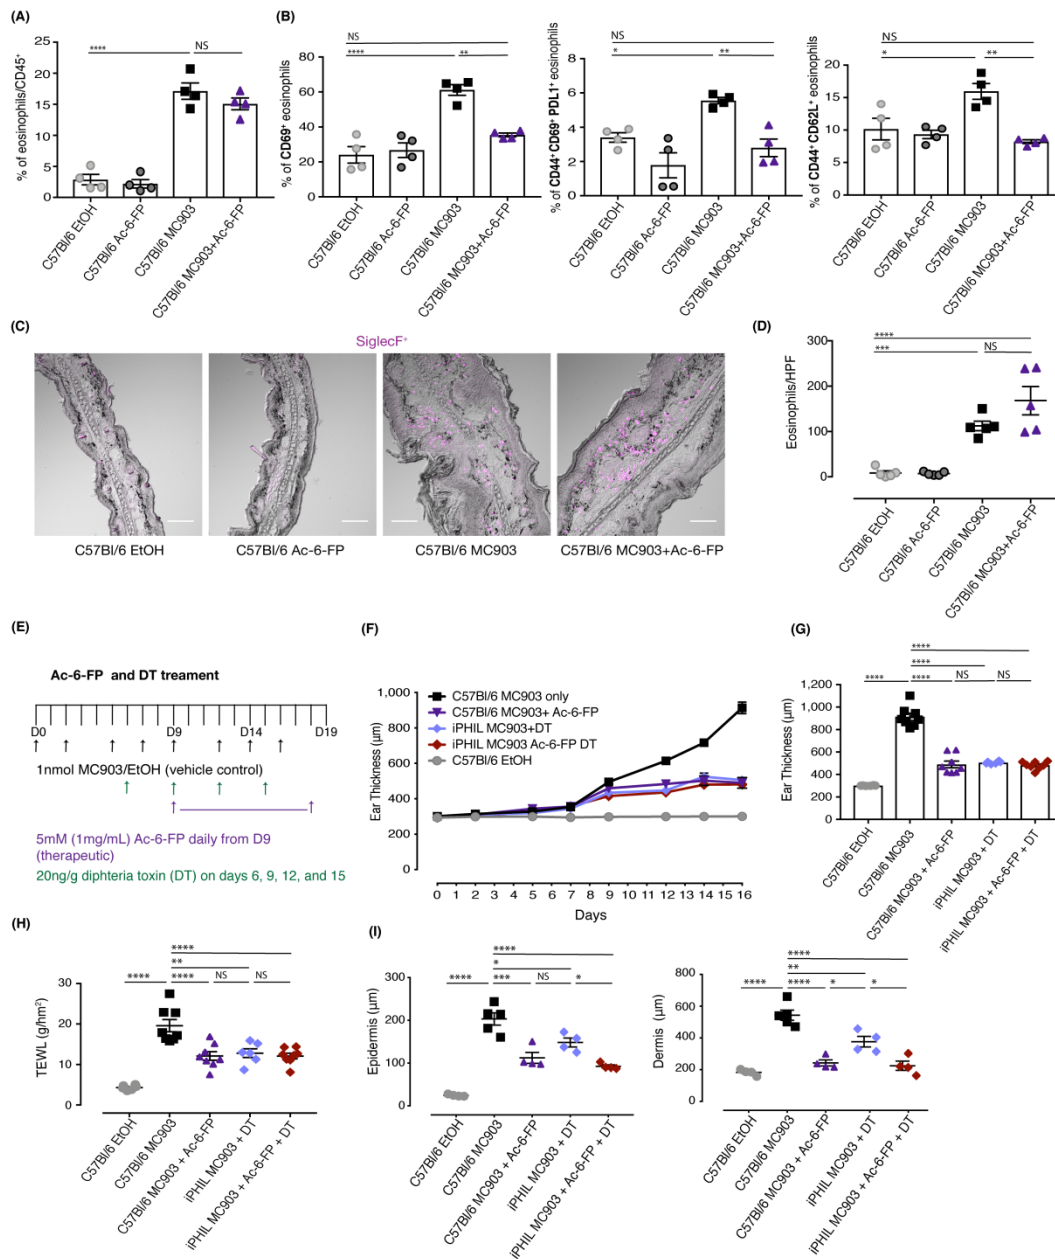 (A)
% of eosinophils/CD45⁺
25
20
15
10
5
0
****
NS
C57Bl/6 EtOH
C57Bl/6 Ac-6-FP
C57Bl/6 MC903
C57Bl/6 MC903+Ac-6-FP
(B)
% of CD69⁺ eosinophils
80
60
40
20
0
NS
****
**
C57Bl/6 EtOH
C57Bl/6 Ac-6-FP
C57Bl/6 MC903
C57Bl/6 MC903+Ac-6-FP
% of CD44⁺ CD69⁺ PDL1⁺ eosinophils
8
6
4
2
0
NS
*
**
C57Bl/6 EtOH
C57Bl/6 Ac-6-FP
C57Bl/6 MC903
C57Bl/6 MC903+Ac-6-FP
% of CD44⁺ CD62L⁺ eosinophils
20
15
10
5
0
NS
*
**
C57Bl/6 EtOH
C57Bl/6 Ac-6-FP
C57Bl/6 MC903
C57Bl/6 MC903+Ac-6-FP
(C)
SiglecF⁺
C57Bl/6 EtOH
C57Bl/6 Ac-6-FP
C57Bl/6 MC903
C57Bl/6 MC903+Ac-6-FP
(D)
Eosinophils/HPF
300
200
100
0
****
***
NS
C57Bl/6 EtOH
C57Bl/6 Ac-6-FP
C57Bl/6 MC903
C57Bl/6 MC903+Ac-6-FP
(E)
Ac-6-FP and DT treament
D0
D9
D14
D19
1nmol MC903/EtOH (vehicle control)
5mM (1mg/mL) Ac-6-FP daily from D9
(therapeutic)
20ng/g diphteria toxin (DT) on days 6, 9, 12, and 15
(F)
Ear Thickness (µm)
1,000
800
600
400
200
0
C57Bl/6 MC903 only
C57Bl/6 MC903+ Ac-6-FP
iPHIL MC903+DT
iPHIL MC903 Ac-6-FP DT
C57Bl/6 EtOH
0 1 2 3 4 5 6 7 8 9 10 11 12 13 14 15 16
Days
(G)
Ear Thickness (µm)
1,200
1,000
800
600
400
200
0
****
****
**** **** NS NS
C57Bl/6 EtOH
C57Bl/6 MC903
C57Bl/6 MC903 + Ac-6-FP
iPHIL MC903 + DT
iPHIL MC903 + Ac-6-FP + DT
(H)
TEWL (g/hm²)
30
20
10
0
****
**
**** **** NS NS
C57Bl/6 EtOH
C57Bl/6 MC903
C57Bl/6 MC903 + Ac-6-FP
iPHIL MC903 + DT
iPHIL MC903 + Ac-6-FP + DT
(I)
Epidermis (µm)
300
200
100
0
****
*
**** *** NS *
C57Bl/6 EtOH
C57Bl/6 MC903
C57Bl/6 MC903 + Ac-6-FP
iPHIL MC903 + DT
iPHIL MC903 + Ac-6-FP + DT
Dermis (µm)
800
600
400
200
0
****
**
**** **** * *
C57Bl/6 EtOH
C57Bl/6 MC903
C57Bl/6 MC903 + Ac-6-FP
iPHIL MC903 + DT
iPHIL MC903 + Ac-6-FP + DT